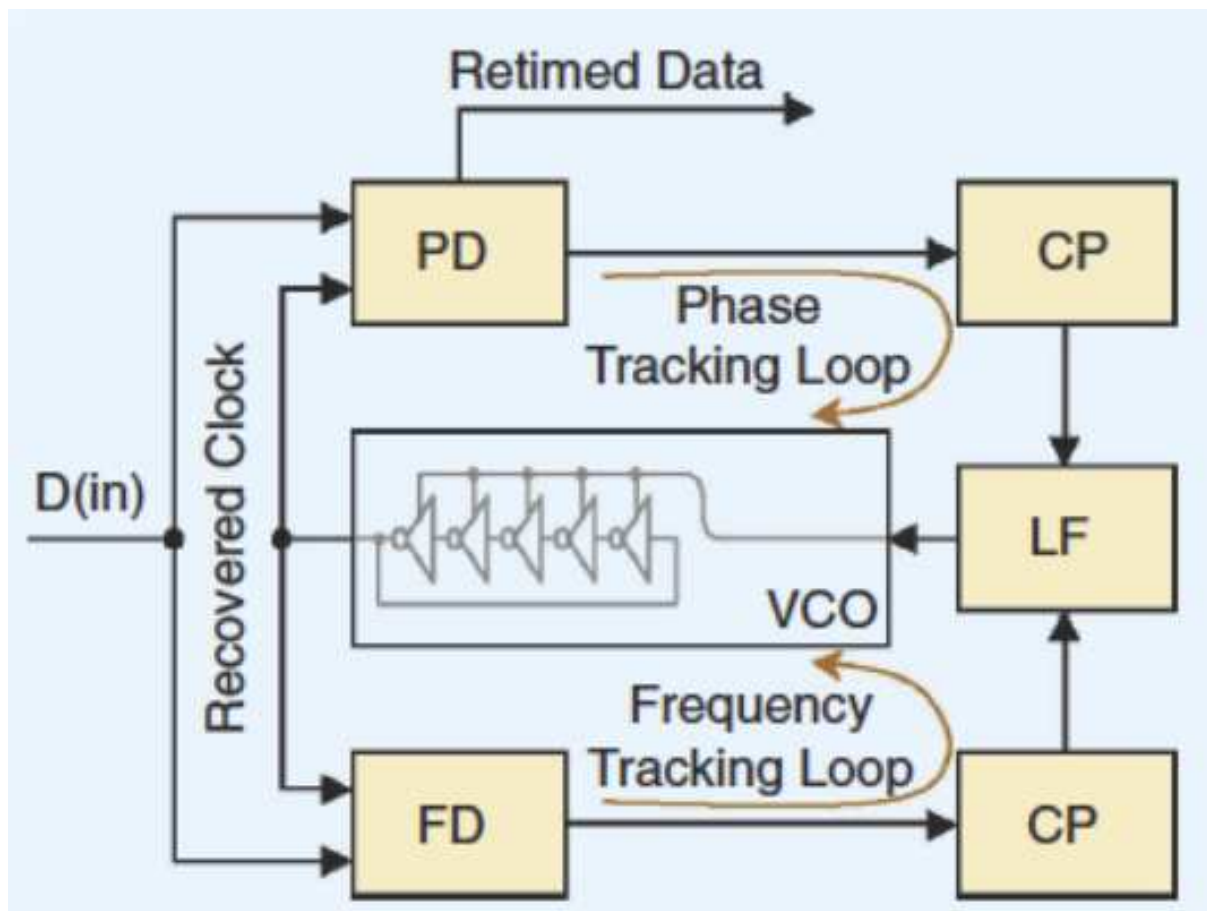 Retimed Data
PD
CP
Phase
Tracking Loop
D(in)
Recovered Clock
LF
VCO
Frequency
Tracking Loop
FD
CP